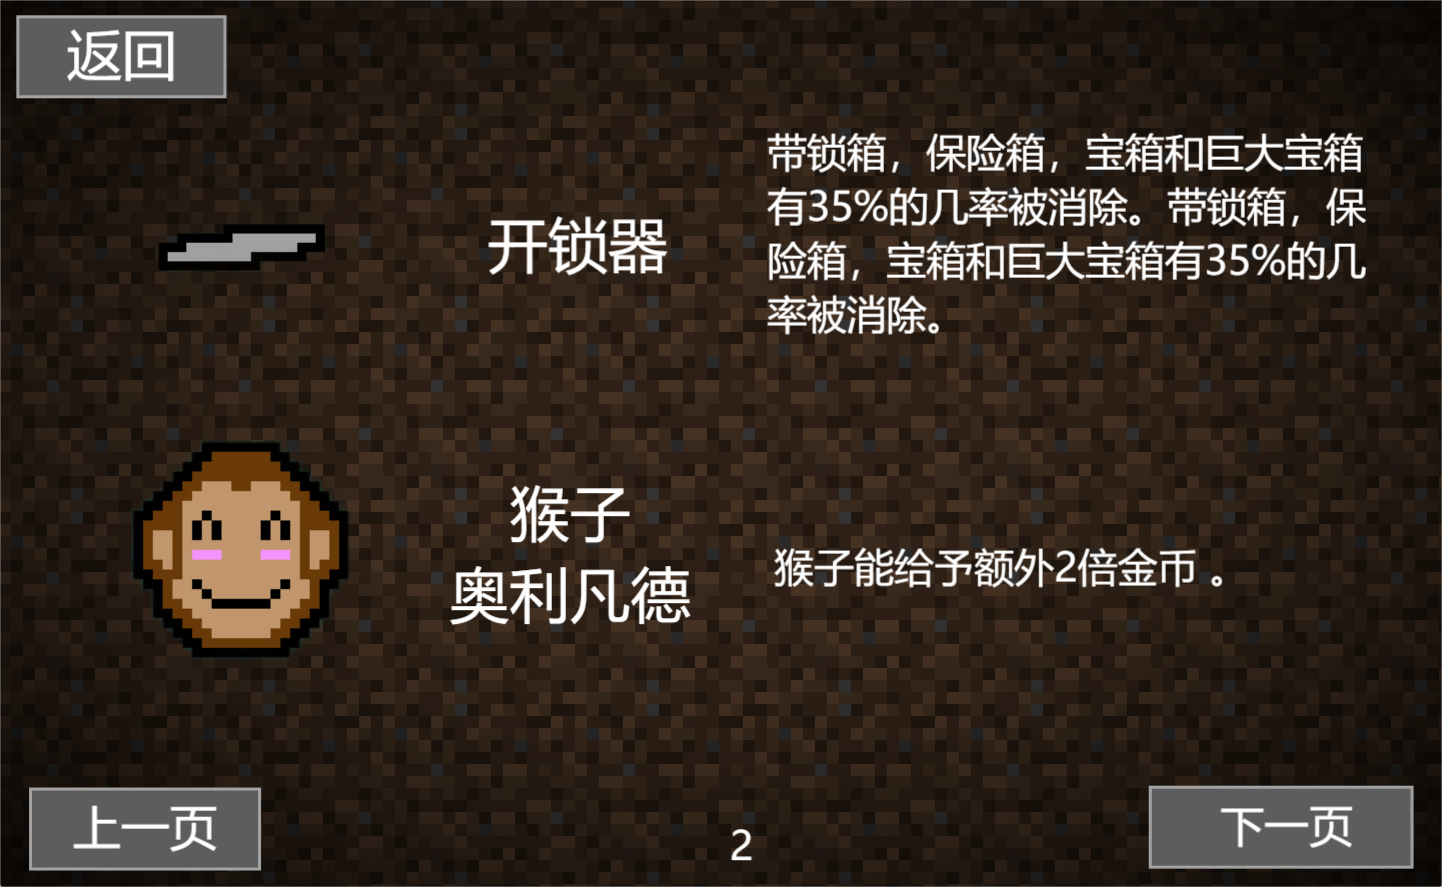 返回
带锁箱，保险箱，宝箱和巨大宝箱
有35%的几率被消除。带锁箱，保
险箱，宝箱和巨大宝箱有35%的几
率被消除。
开锁器
猴子
奥利凡德
猴子能给予额外2倍金币 。
上一页
2
下一页